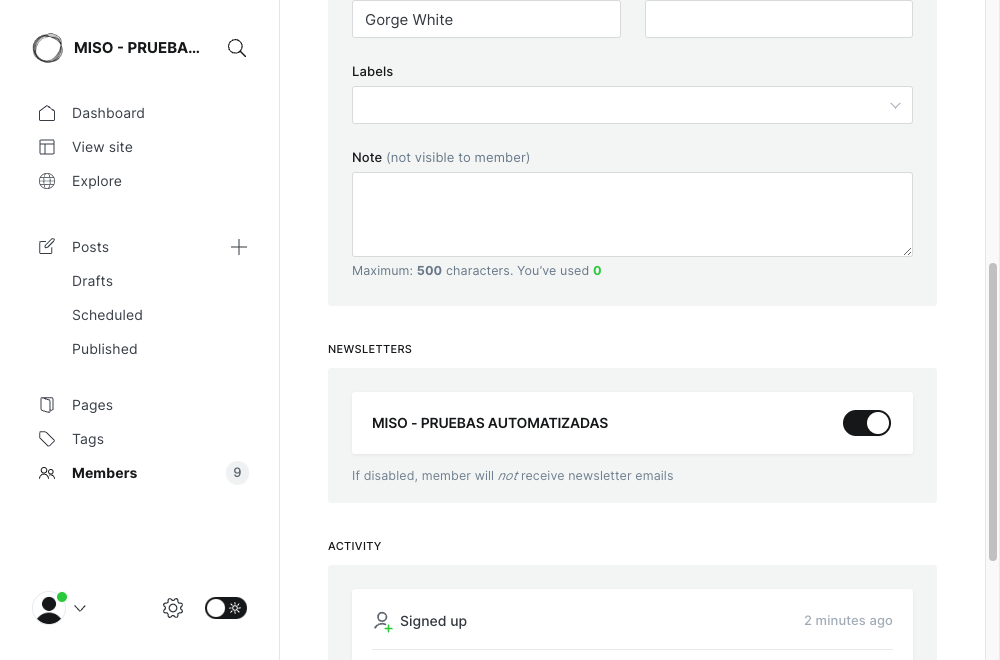 MISO - PRUEBA...
Dashboard
View site
Explore
Posts
Drafts
Scheduled
Published
Pages
Tags
Members 9
Gorge White
Labels
Note (not visible to member)
Maximum: 500 characters. You've used 0
NEWSLETTERS
MISO - PRUEBAS AUTOMATIZADAS
If disabled, member will not receive newsletter emails
ACTIVITY
Signed up 2 minutes ago